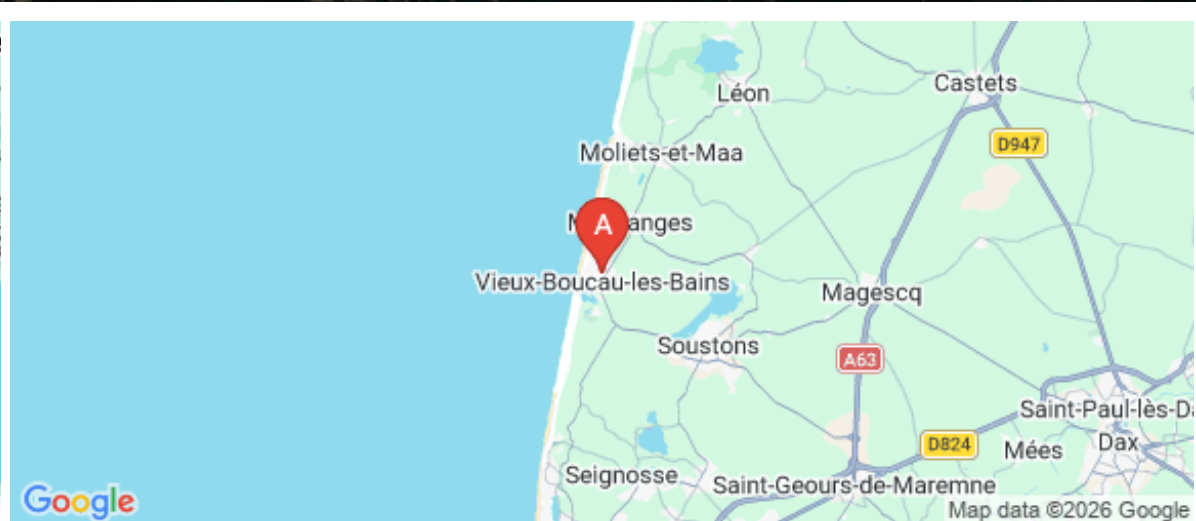 Léon
Castets
D947
Moliets-et-Maa
A
anges
Vieux-Boucau-les-Bains
Magescq
Soustons
A63
Saint-Paul-lès-Da
D824
Mées
Dax
Seignosse
Saint-Geours-de-Maremne
Google
Map data ©2026 Google